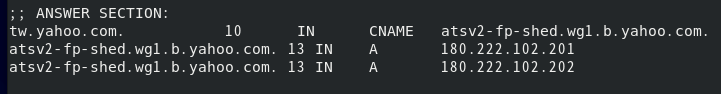 ;; ANSWER SECTION:
tw.yahoo.com. 10 IN CNAME atsv2-fp-shed.wg1.b.yahoo.com.
atsv2-fp-shed.wg1.b.yahoo.com. 13 IN A 180.222.102.201
atsv2-fp-shed.wg1.b.yahoo.com. 13 IN A 180.222.102.202